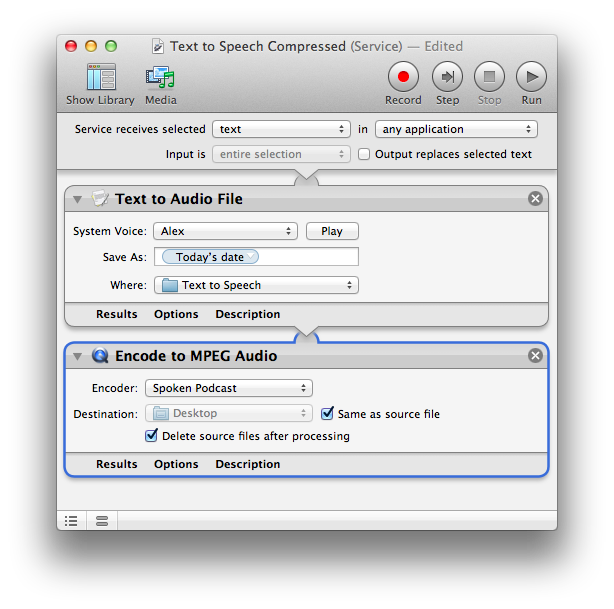 Text to Speech Compressed (Service) — Edited
Show Library Media Record Step Stop Run
Service receives selected text in any application
Input is entire selection Output replaces selected text
Text to Audio File
System Voice: Alex Play
Save As: Today's date
Where: Text to Speech
Results Options Description
Encode to MPEG Audio
Encoder: Spoken Podcast
Destination: Desktop Same as source file
Delete source files after processing
Results Options Description